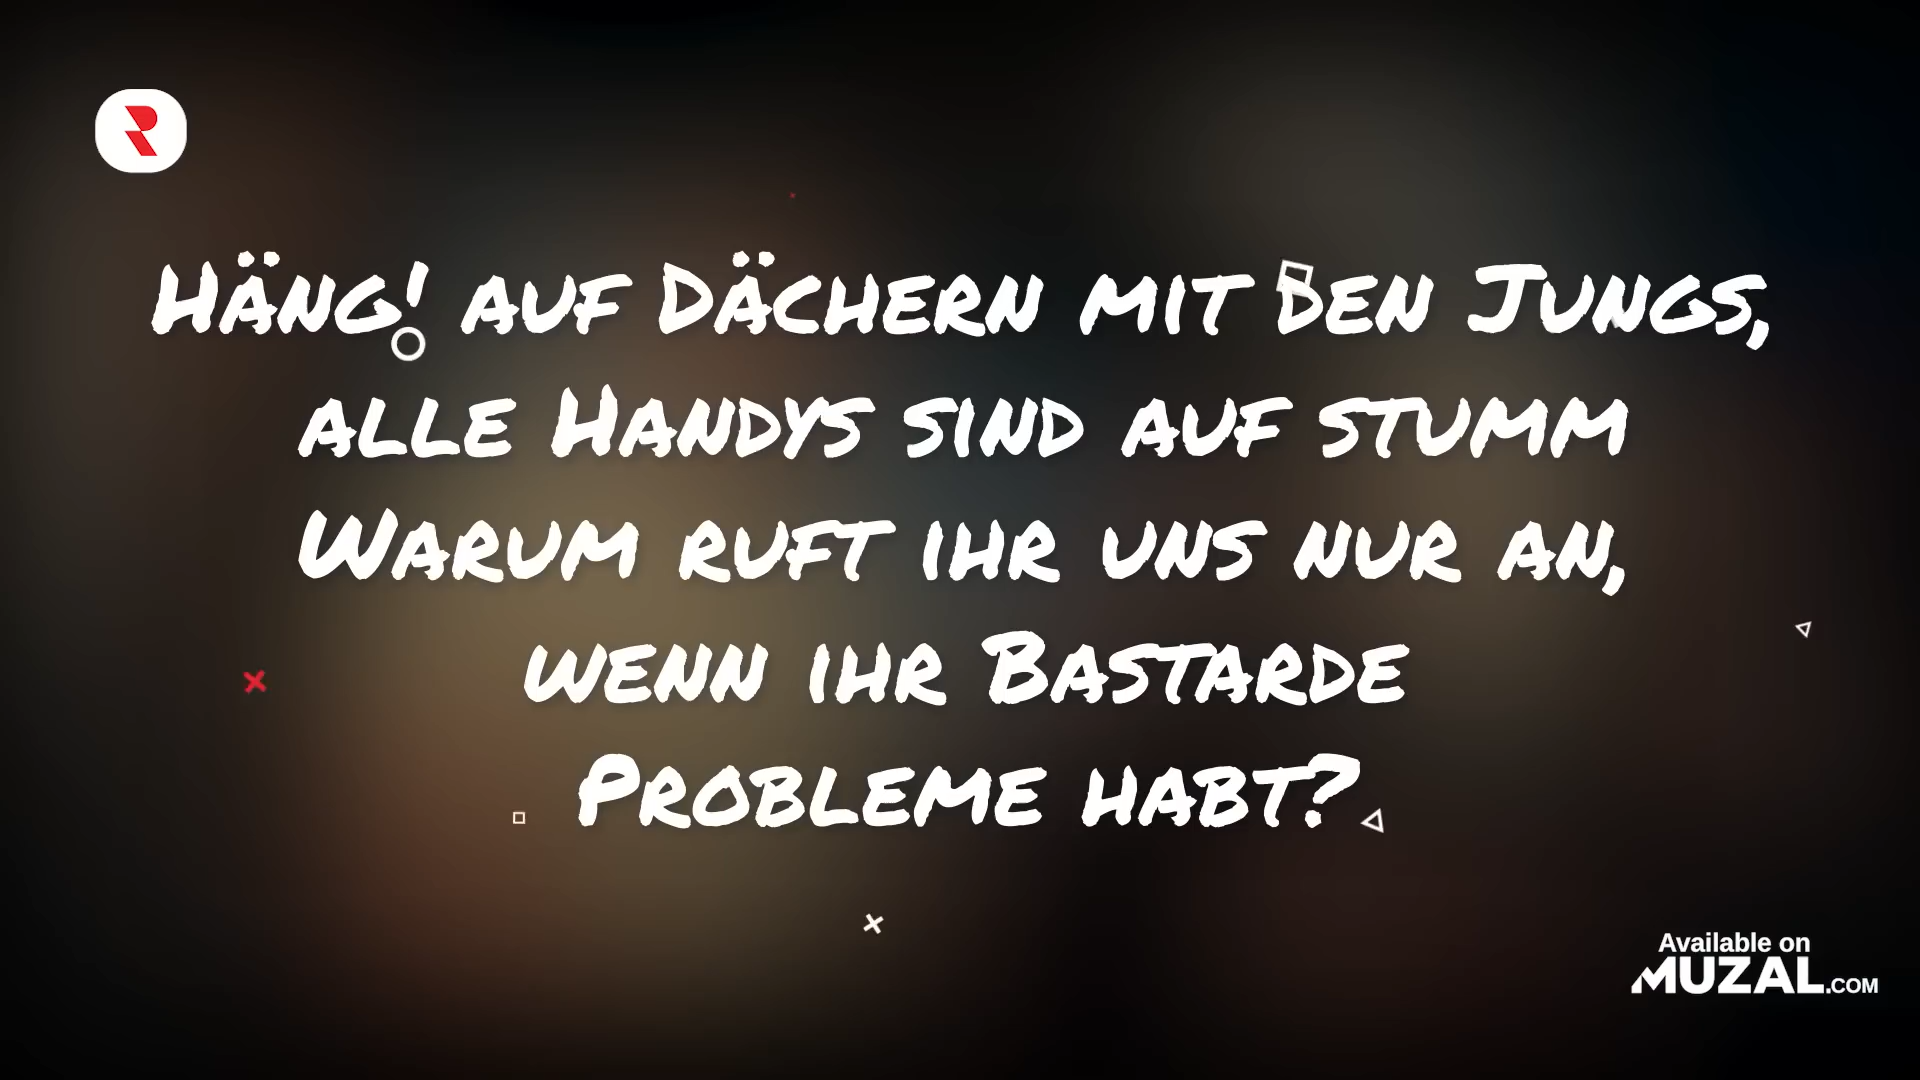 Häng! auf Dächern mit den Jungs,
alle Handys sind auf stumm
Warum ruft ihr uns nur an,
wenn ihr Bastarde
Probleme habt?
Available on
MUZAL.COM